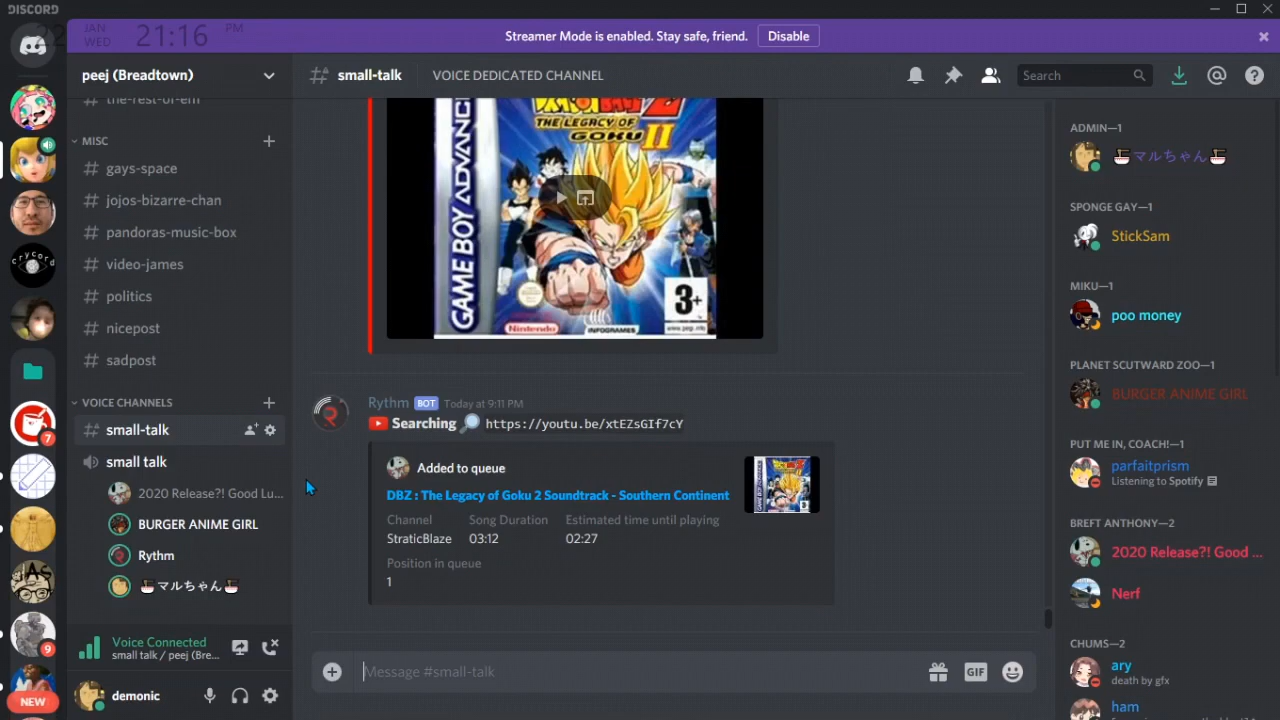 DISCORD
22 JAN WED 21:16 PM
Streamer Mode is enabled. Stay safe, friend. Disable
peej (Breadtown)
the-rest-of-em
MISC
gays-space
jojos-bizarre-chan
pandoras-music-box
video-james
politics
nicepost
sadpost
VOICE CHANNELS
small-talk
small talk
2020 Release?! Good Lu...
BURGER ANIME GIRL
Rythm
マルちゃん
Voice Connected
small talk / peej (Bre...
demonic
7
9
NEW
small-talk
VOICE DEDICATED CHANNEL
Search
THE LEGACY OF
GOKU II
GAME BOY ADVANCE
3+
www.pegi.info
Nintendo
INFOGRAMES
Rythm BOT Today at 9:11 PM
Searching https://youtu.be/xtEZsGIf7cY
Added to queue
DBZ : The Legacy of Goku 2 Soundtrack - Southern Continent
Channel Song Duration Estimated time until playing
StraticBlaze 03:12 02:27
Position in queue
1
Message #small-talk
GIF
ADMIN—1
マルちゃん
SPONGE GAY—1
StickSam
MIKU—1
poo money
PLANET SCUTWARD ZOO—1
BURGER ANIME GIRL
PUT ME IN, COACH!—1
parfaitprism
Listening to Spotify
BREFT ANTHONY—2
2020 Release?! Good ...
Nerf
CHUMS—2
ary
death by gfx
ham